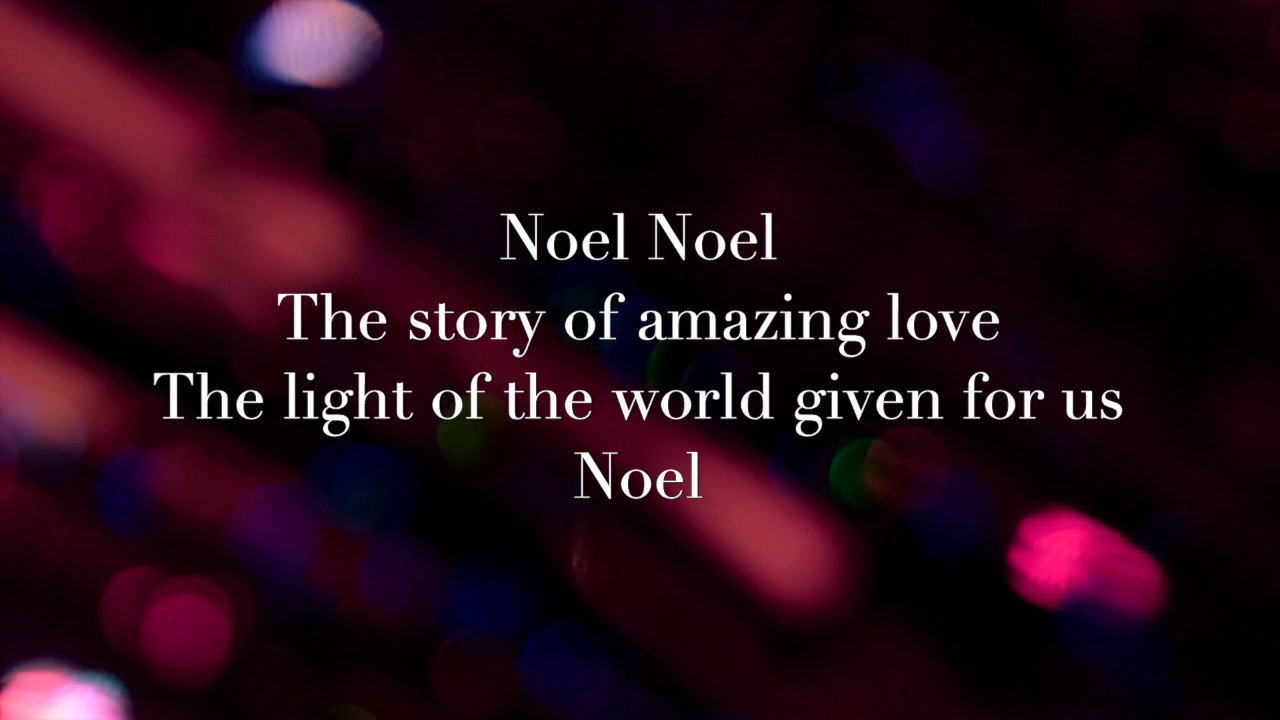 Noel Noel
The story of amazing love
The light of the world given for us
Noel